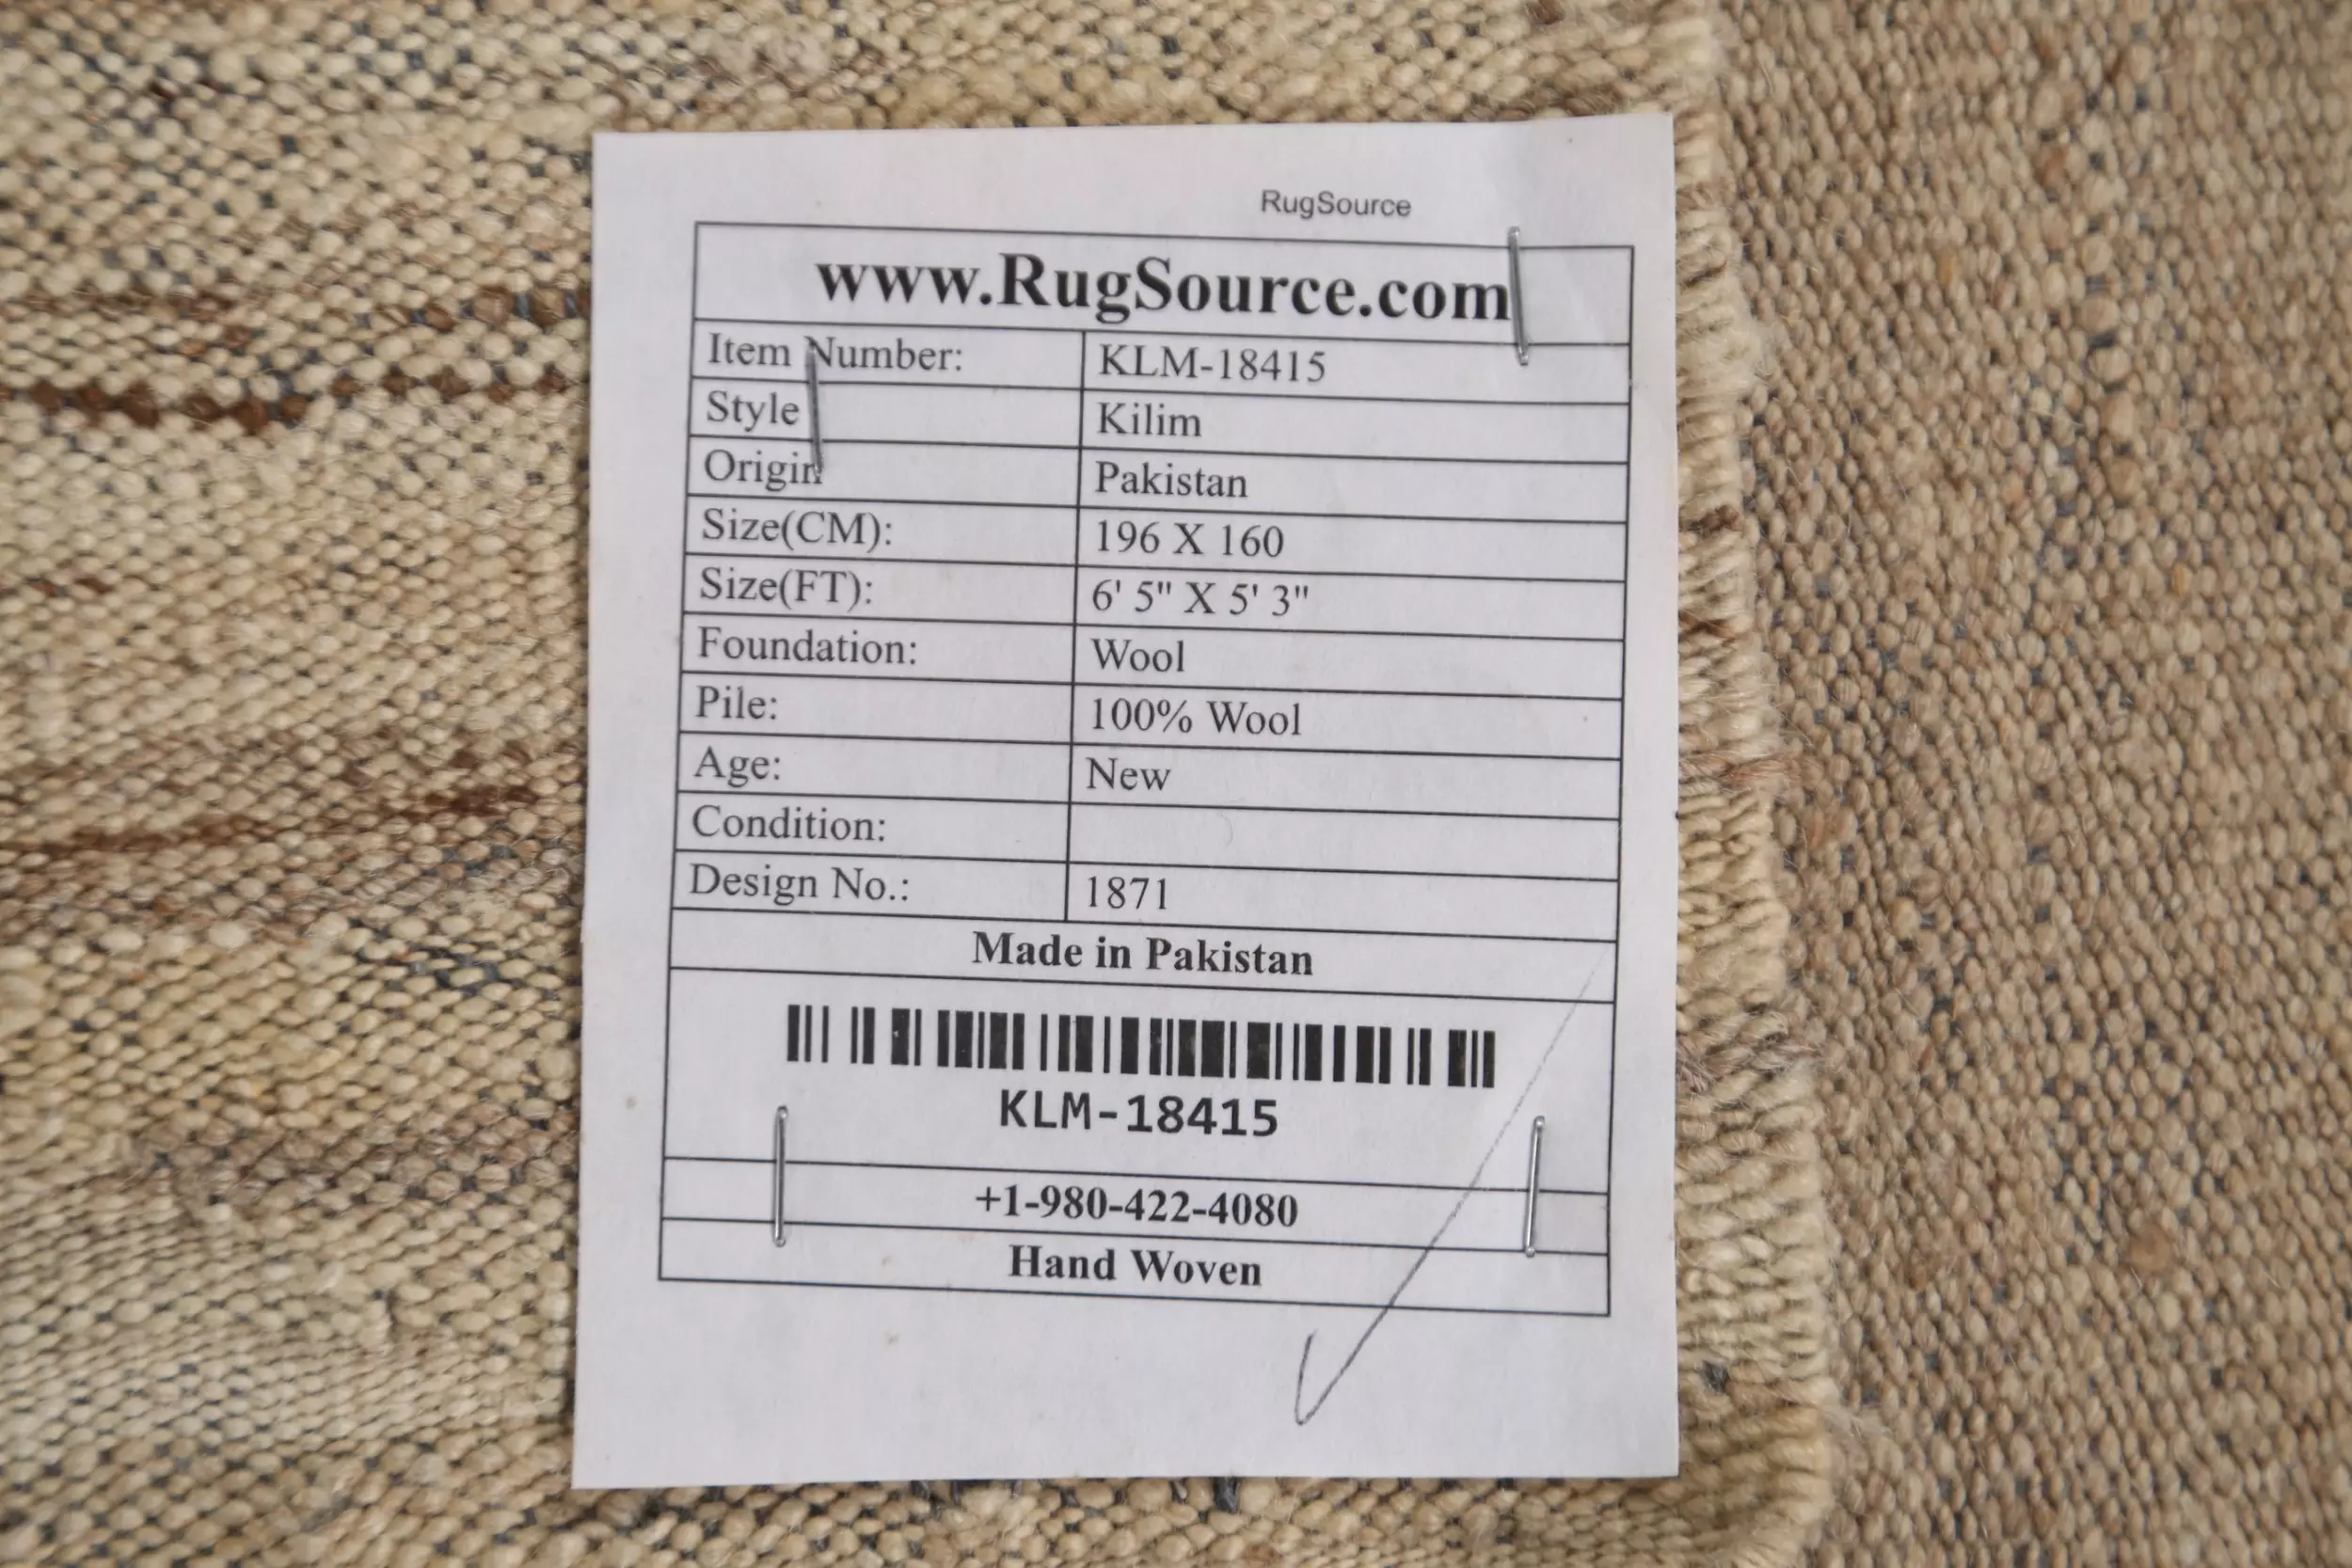 RugSource
www.RugSource.com
Item Number: KLM-18415
Style Kilim
Origin Pakistan
Size(CM): 196 X 160
Size(FT): 6' 5" X 5' 3"
Foundation: Wool
Pile: 100% Wool
Age: New
Condition:
Design No.: 1871
Made in Pakistan
KLM-18415
+1-980-422-4080
Hand Woven